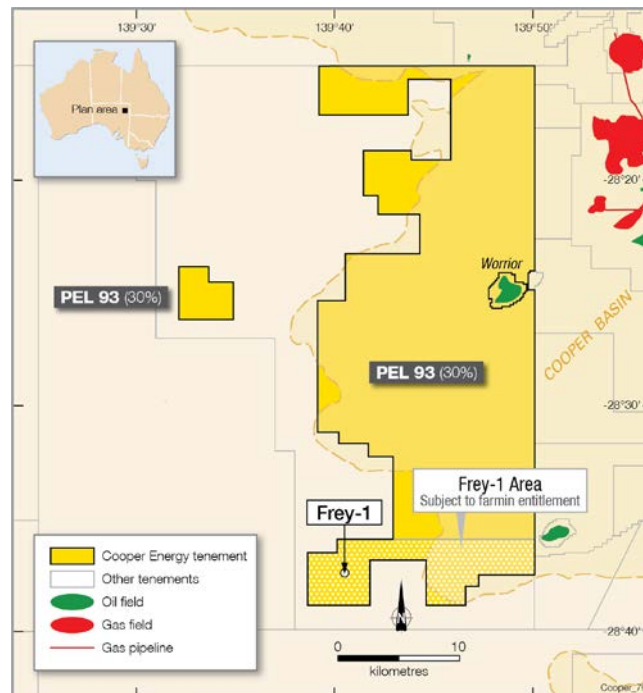 139°30'
139°40'
139°50'
Plan area
-28°20'
Worrior
PEL 93 (30%)
COOPER BASIN
PEL 93 (30%)
-28°30'
Frey-1 Area
Subject to farmin entitlement
Frey-1
Cooper Energy tenement
Other tenements
Oil field
Gas field
Gas pipeline
0
10
kilometres
-28°40'